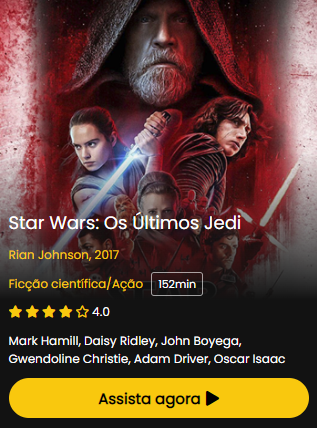 Star Wars: Os Últimos Jedi
Rian Johnson, 2017
Ficção científica/Ação 152min
4.0
Mark Hamill, Daisy Ridley, John Boyega,
Gwendoline Christie, Adam Driver, Oscar Isaac
Assista agora